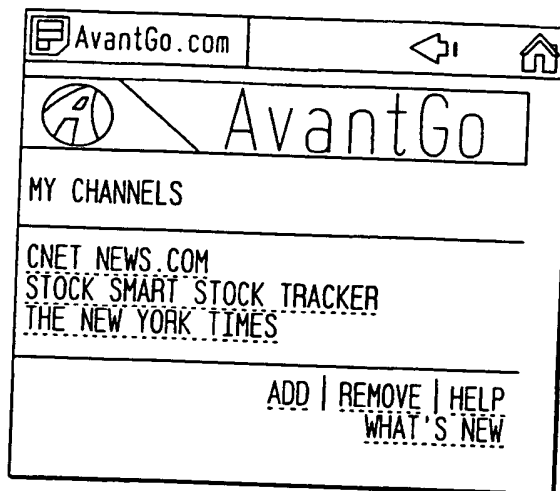 AvantGo.com
AvantGo
MY CHANNELS
CNET NEWS.COM
STOCK SMART STOCK TRACKER
THE NEW YORK TIMES
ADD | REMOVE | HELP
WHAT'S NEW